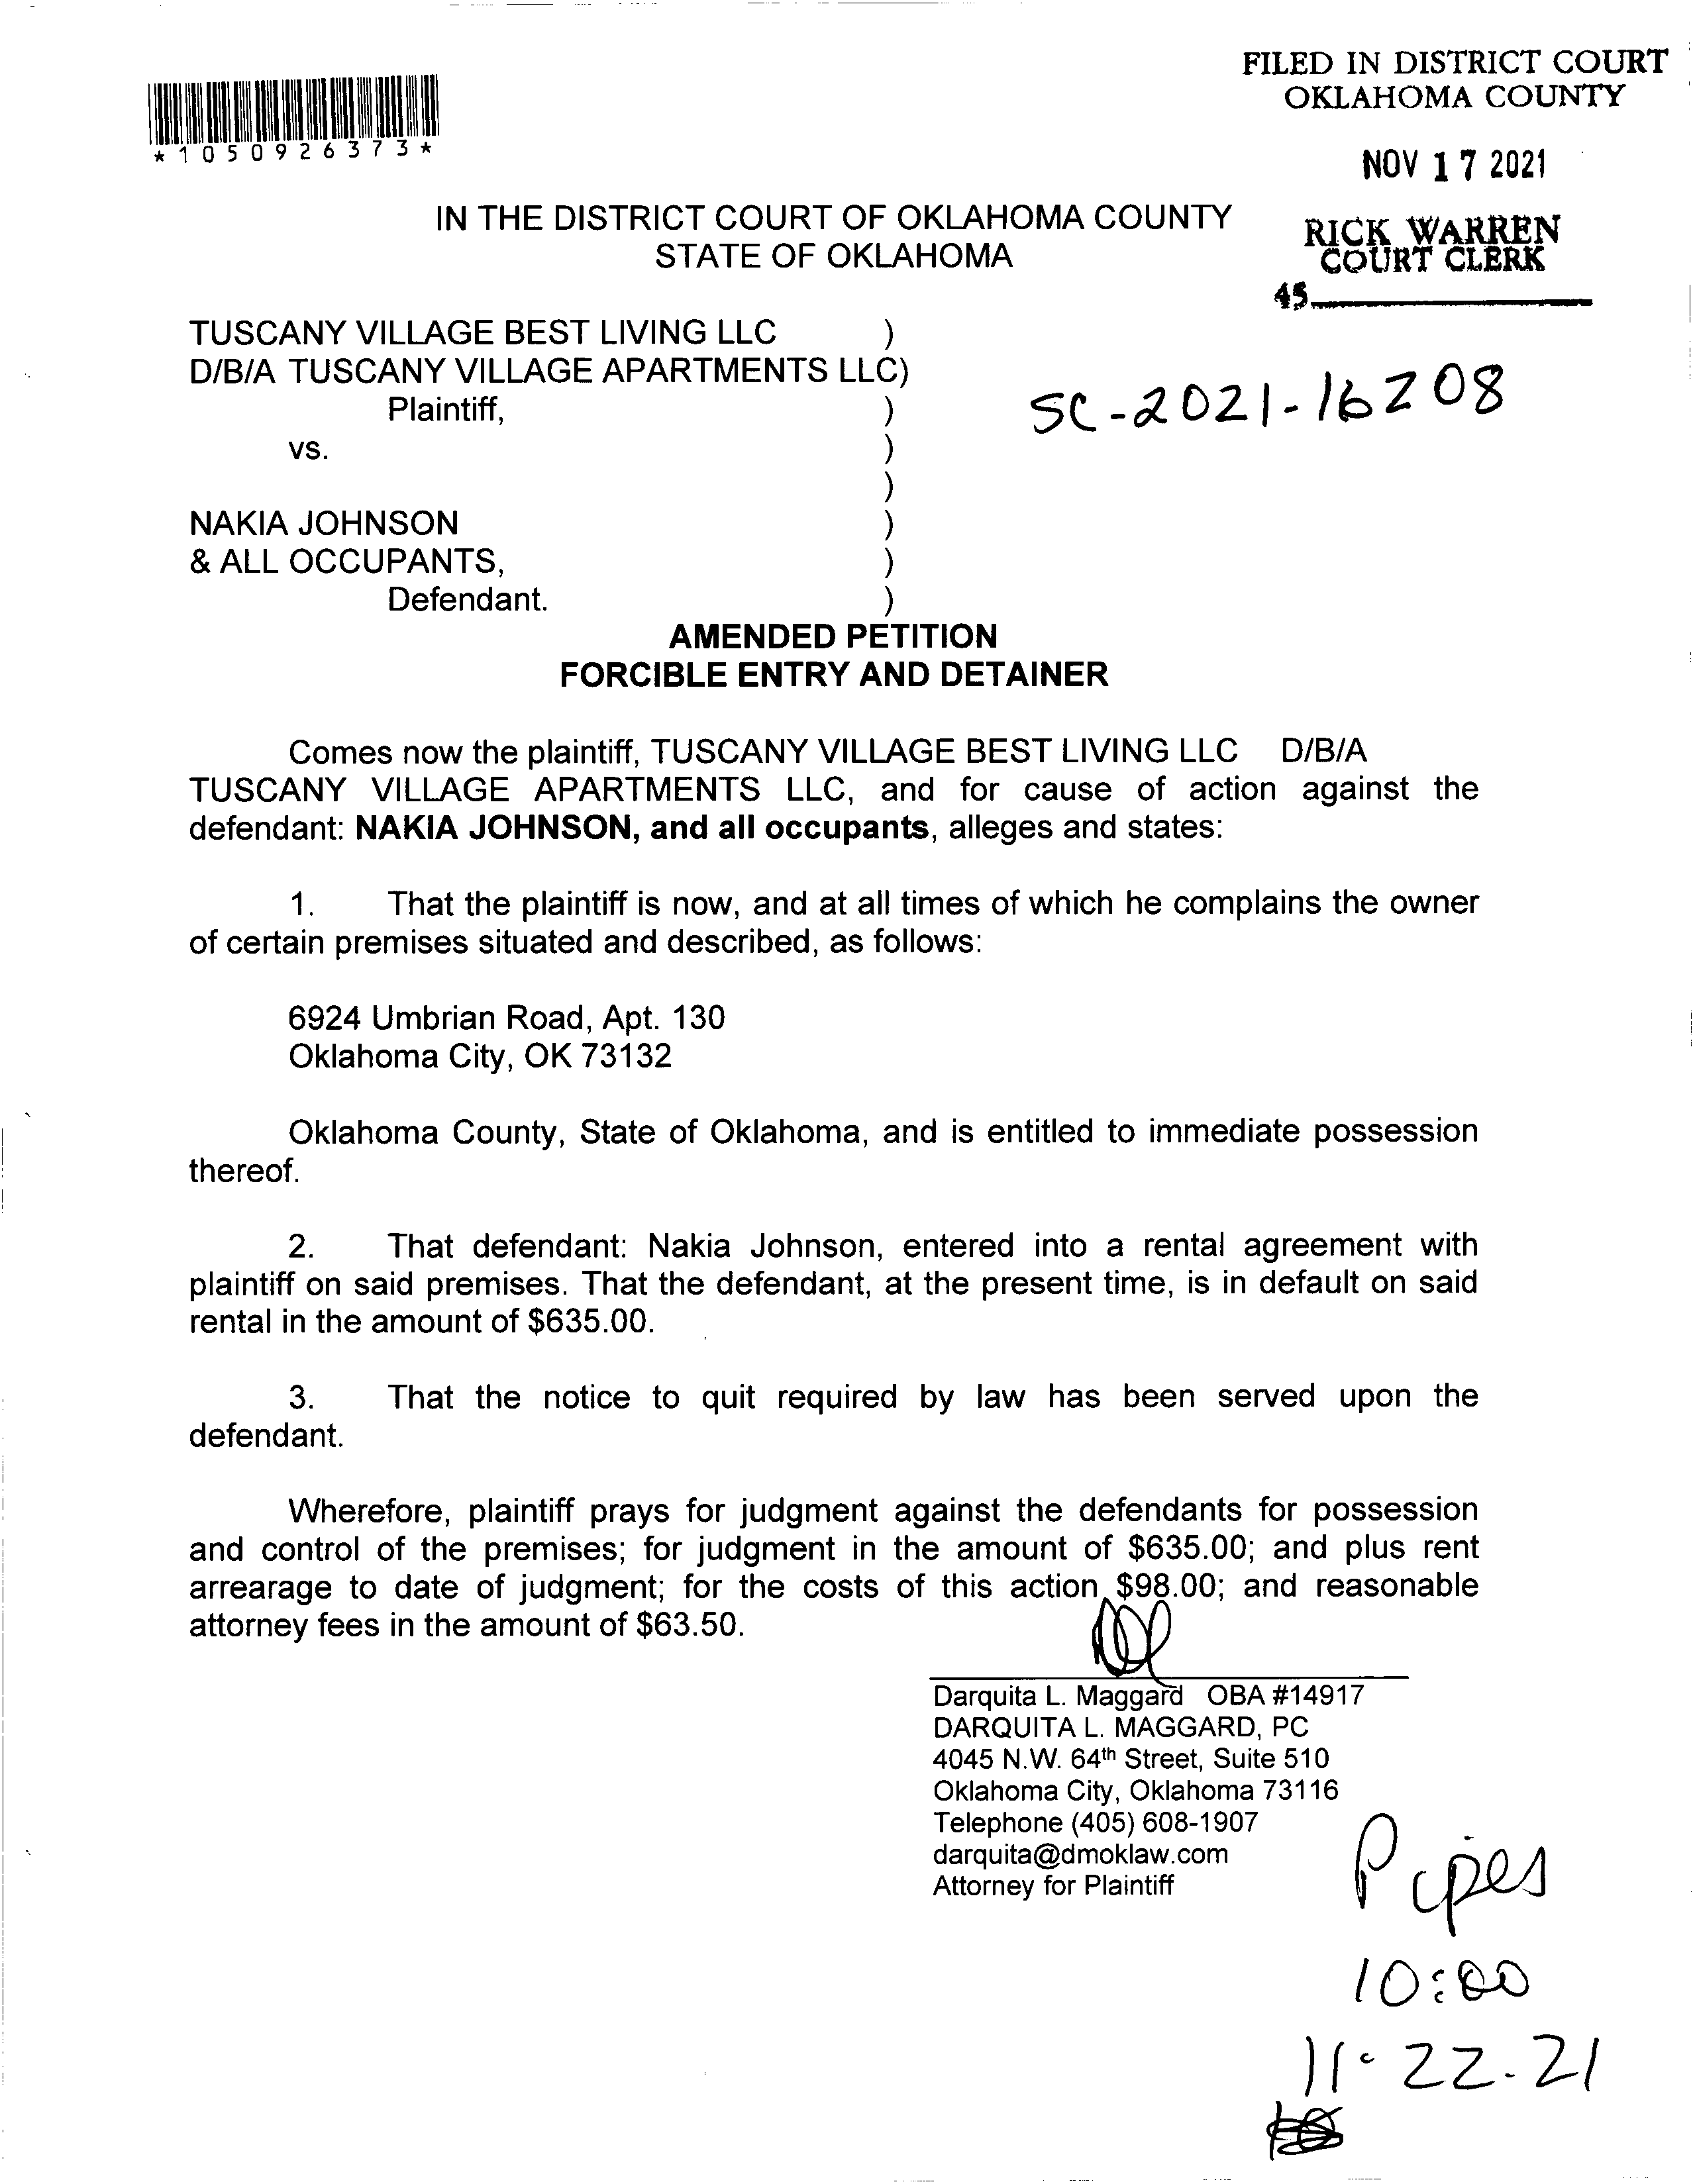 FILED IN DISTRICT COURT
OKLAHOMA COUNTY
*1050926373*
NOV 17 2021
IN THE DISTRICT COURT OF OKLAHOMA COUNTY
STATE OF OKLAHOMA
RICK WARREN
COURT CLERK
45
TUSCANY VILLAGE BEST LIVING LLC )
D/B/A TUSCANY VILLAGE APARTMENTS LLC)
Plaintiff, )
SC-2021-16208
vs. )
)
NAKIA JOHNSON )
& ALL OCCUPANTS, )
Defendant. )
AMENDED PETITION
FORCIBLE ENTRY AND DETAINER
Comes now the plaintiff, TUSCANY VILLAGE BEST LIVING LLC D/B/A
TUSCANY VILLAGE APARTMENTS LLC, and for cause of action against the
defendant: NAKIA JOHNSON, and all occupants, alleges and states:
1. That the plaintiff is now, and at all times of which he complains the owner
of certain premises situated and described, as follows:
6924 Umbrian Road, Apt. 130
Oklahoma City, OK 73132
Oklahoma County, State of Oklahoma, and is entitled to immediate possession
thereof.
2. That defendant: Nakia Johnson, entered into a rental agreement with
plaintiff on said premises. That the defendant, at the present time, is in default on said
rental in the amount of $635.00.
3. That the notice to quit required by law has been served upon the
defendant.
Wherefore, plaintiff prays for judgment against the defendants for possession
and control of the premises; for judgment in the amount of $635.00; and plus rent
arrearage to date of judgment; for the costs of this action $98.00; and reasonable
attorney fees in the amount of $63.50.
Darquita L. Maggard OBA #14917
DARQUITA L. MAGGARD, PC
4045 N.W. 64th Street, Suite 510
Oklahoma City, Oklahoma 73116
Telephone (405) 608-1907
darquita@dmoklaw.com
Attorney for Plaintiff
Pipes
10:00
11-22-21